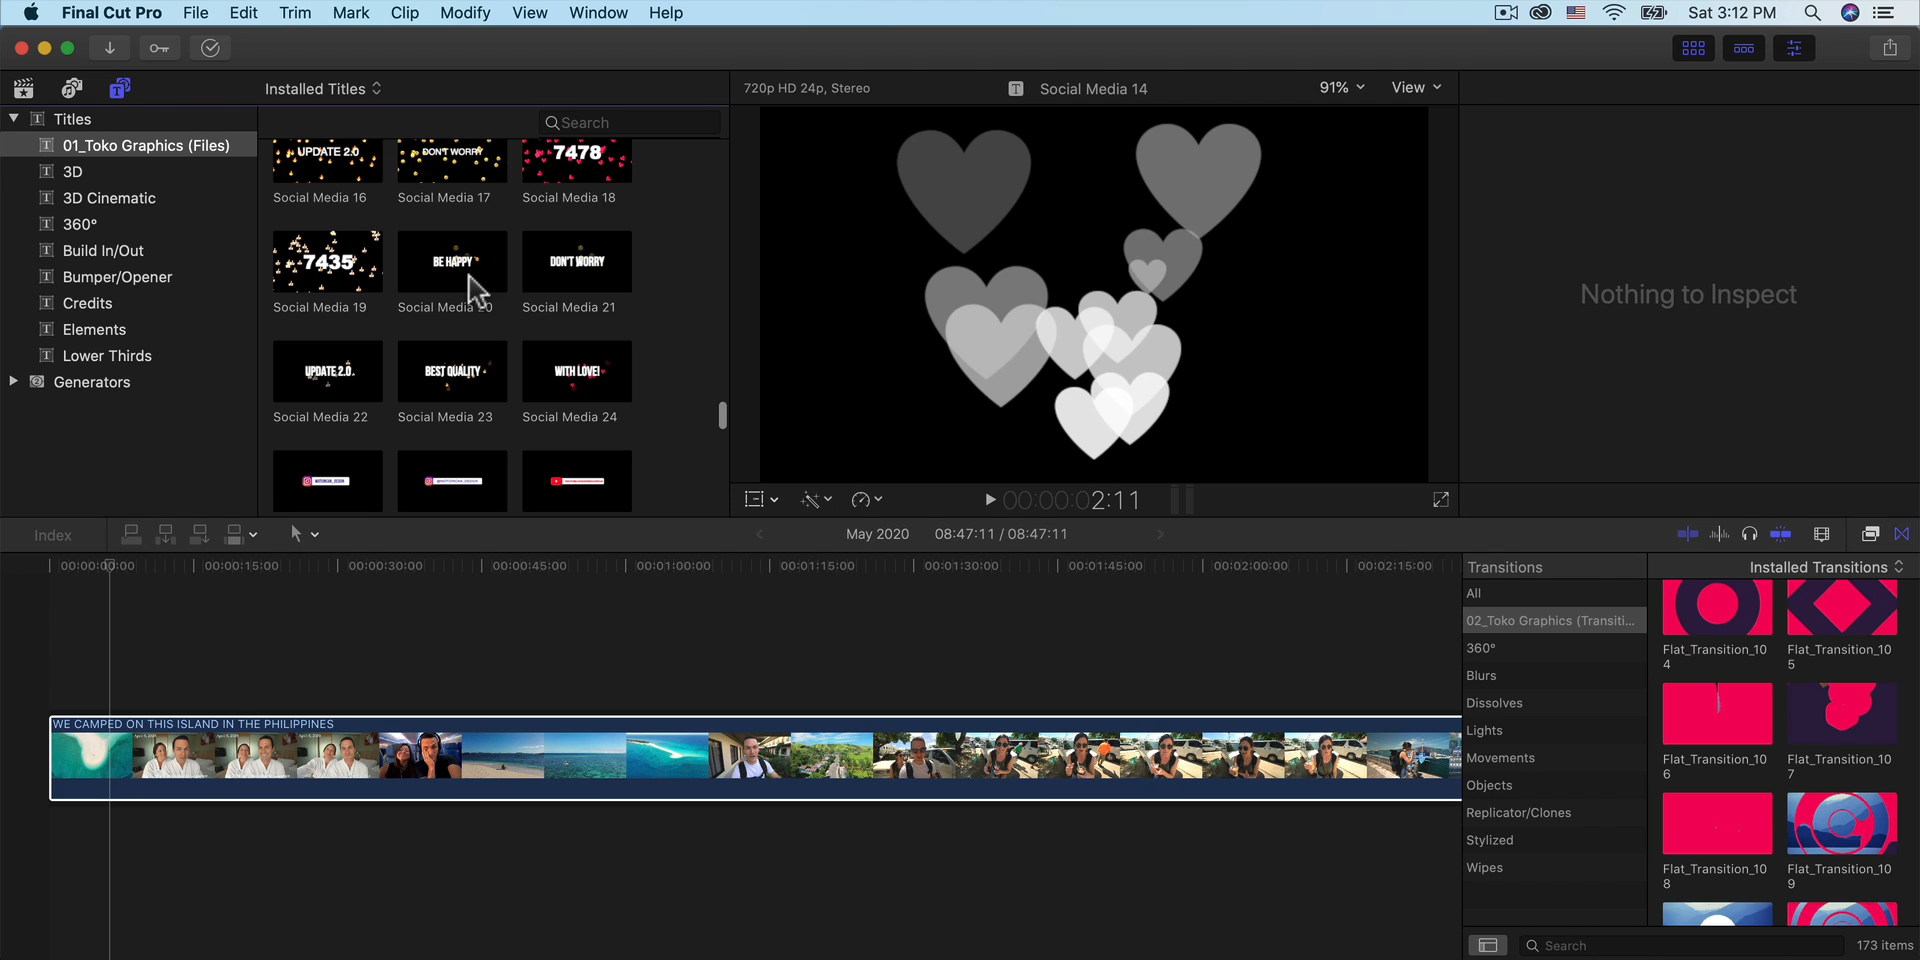 Final Cut Pro File Edit Trim Mark Clip Modify View Window Help
Sat 3:12 PM
Installed Titles
720p HD 24p, Stereo
Social Media 14
91%
View
Titles
Search
01_Toko Graphics (Files)
3D
3D Cinematic
360°
Build In/Out
Bumper/Opener
Credits
Elements
Lower Thirds
Generators
UPDATE 2.0
DON'T WORRY
7478
Social Media 16
Social Media 17
Social Media 18
7435
BE HAPPY
DON'T WORRY
Social Media 19
Social Media 20
Social Media 21
UPDATE 2.0
BEST QUALITY
WITH LOVE!
Social Media 22
Social Media 23
Social Media 24
Nothing to Inspect
00:00:02:11
Index
May 2020
08:47:11 / 08:47:11
00:00:00:00
00:00:15:00
00:00:30:00
00:00:45:00
00:01:00:00
00:01:15:00
00:01:30:00
00:01:45:00
00:02:00:00
00:02:15:00
WE CAMPED ON THIS ISLAND IN THE PHILIPPINES
Transitions
Installed Transitions
All
02_Toko Graphics (Transiti...
360°
Blurs
Dissolves
Lights
Movements
Objects
Replicator/Clones
Stylized
Wipes
Flat_Transition_10
4
Flat_Transition_10
5
Flat_Transition_10
6
Flat_Transition_10
7
Flat_Transition_10
8
Flat_Transition_10
9
Search
173 items